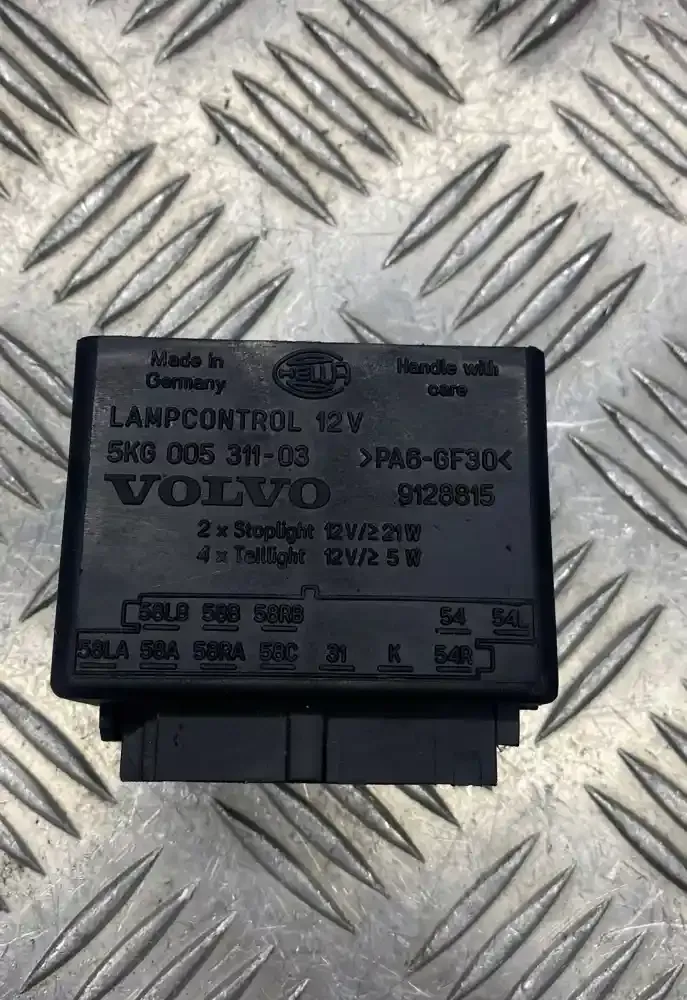 Made in Germany
HELLA
Handle with care
LAMPCONTROL 12V
5KG 005 311-03 >PA6-GF30<
VOLVO 9128815
2 x Stoplight 12V/≥21W
4 x Taillight 12V/≥ 5 W
58LB 58B 58RB 54 54L
58LA 58A 58RA 58C 31 K 54R